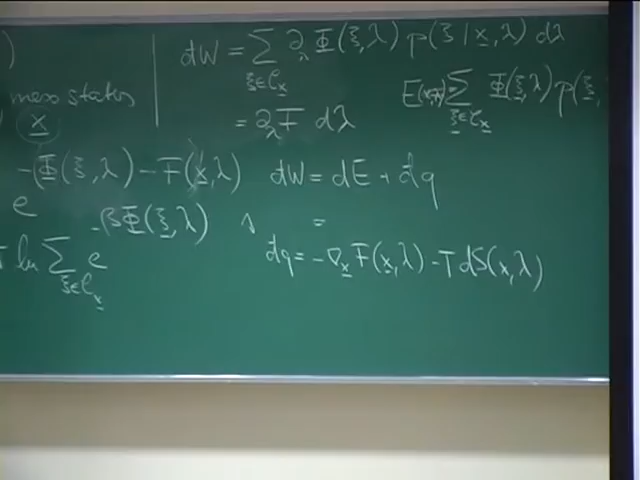 )
meso states
x
e^{-(Φ(ξ,λ) - F(x,λ)}
T ln ∑_{ξ∈C_x} e^{-βΦ(ξ,λ)}
dW = ∑_{ξ∈C_x} ∂_λ Φ(ξ,λ) p(ξ|x,λ) dλ
= ∂_λ F dλ
E(x,λ) = ∑_{ξ∈C_x} Φ(ξ,λ) p(ξ,
dW = dE + đq
=
đq = -∇_x F(x,λ) - T dS(x,λ)